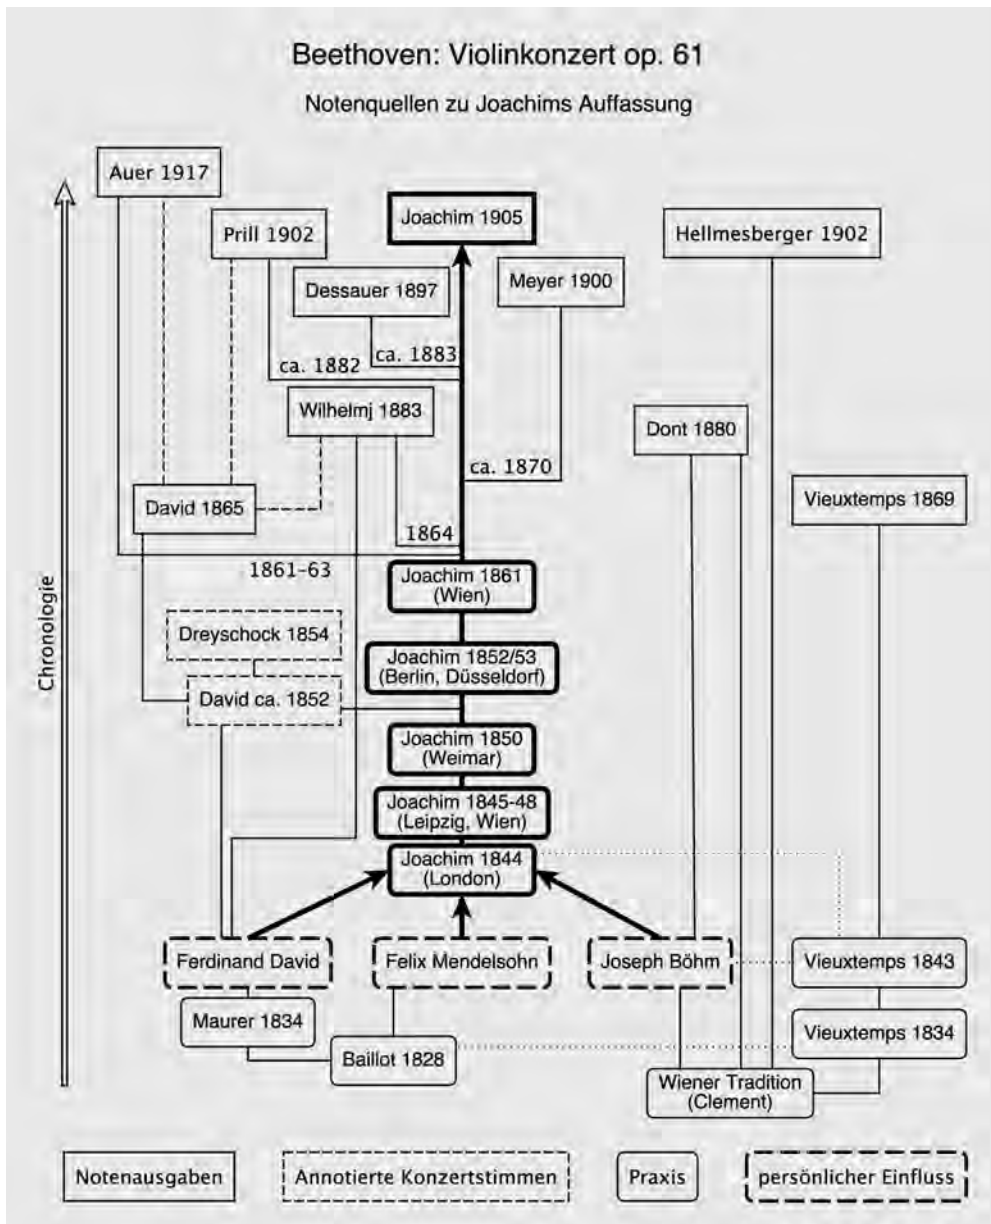 Beethoven: Violinkonzert op. 61
Notenquellen zu Joachims Auffassung
Auer 1917
Joachim 1905
Prill 1902
Hellmesberger 1902
Dessauer 1897
Meyer 1900
ca. 1882
ca. 1883
Wilhelmj 1883
Dont 1880
ca. 1870
David 1865
Vieuxtemps 1869
1864
1861–63
Joachim 1861
(Wien)
Chronologie
Dreyschock 1854
Joachim 1852/53
(Berlin, Düsseldorf)
David ca. 1852
Joachim 1850
(Weimar)
Joachim 1845-48
(Leipzig, Wien)
Joachim 1844
(London)
Ferdinand David
Felix Mendelsohn
Joseph Böhm
Vieuxtemps 1843
Maurer 1834
Vieuxtemps 1834
Baillot 1828
Wiener Tradition
(Clement)
Notenausgaben
Annotierte Konzertstimmen
Praxis
persönlicher Einfluss